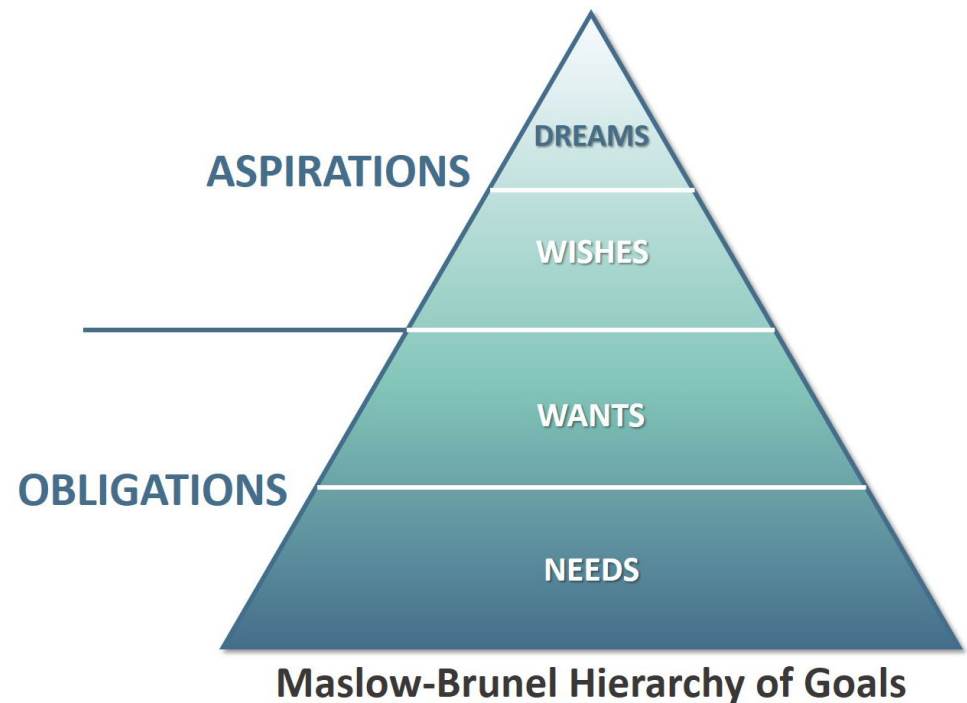 DREAMS
ASPIRATIONS
WISHES
WANTS
OBLIGATIONS
NEEDS
Maslow-Brunel Hierarchy of Goals